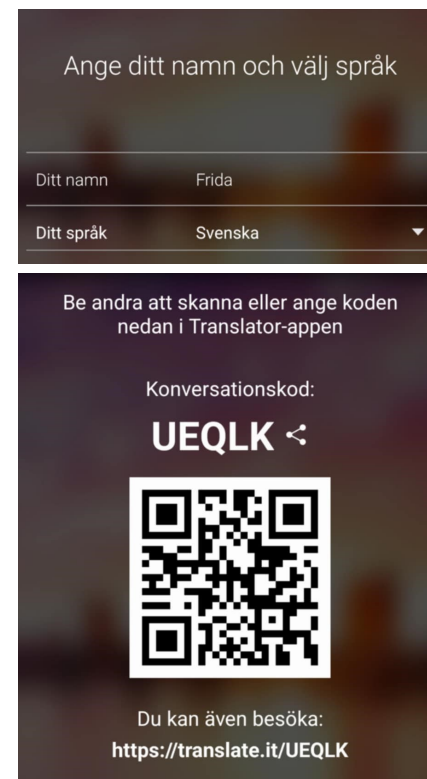 Ange ditt namn och välj språk
Ditt namn Frida
Ditt språk Svenska
Be andra att skanna eller ange koden
nedan i Translator-appen
Konversationskod:
UEQLK
Du kan även besöka:
https://translate.it/UEQLK